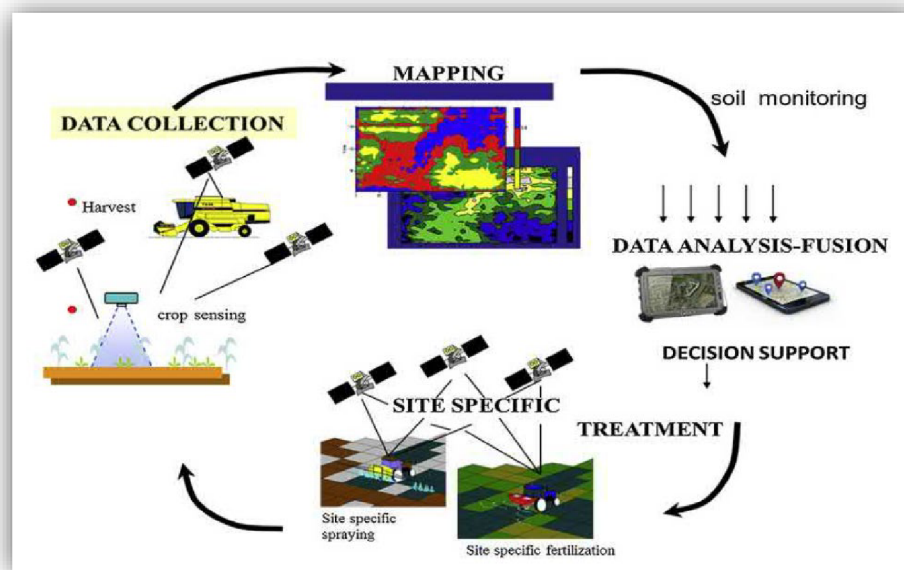 MAPPING
soil monitoring
DATA COLLECTION
Harvest
crop sensing
DATA ANALYSIS-FUSION
DECISION SUPPORT
SITE SPECIFIC
TREATMENT
Site specific
spraying
Site specific fertilization